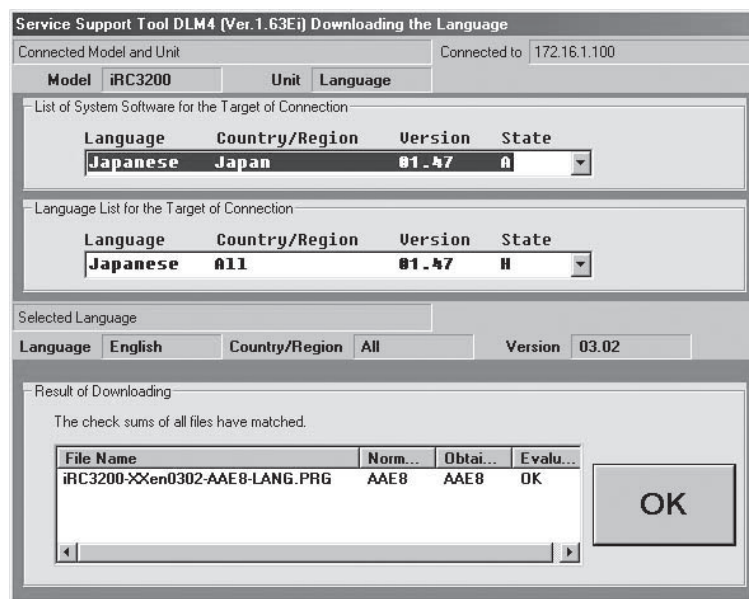 Service Support Tool DLM4 (Ver.1.63Ei) Downloading the Language
Connected Model and Unit Connected to 172.16.1.100
Model iRC3200 Unit Language
List of System Software for the Target of Connection
Language Country/Region Version State
Japanese Japan 01.47 A
Language List for the Target of Connection
Language Country/Region Version State
Japanese All 01.47 H
Selected Language
Language English Country/Region All Version 03.02
Result of Downloading
The check sums of all files have matched.
File Name Norm... Obtai... Evalu...
iRC3200-XXen0302-AAE8-LANG.PRG AAE8 AAE8 OK
OK